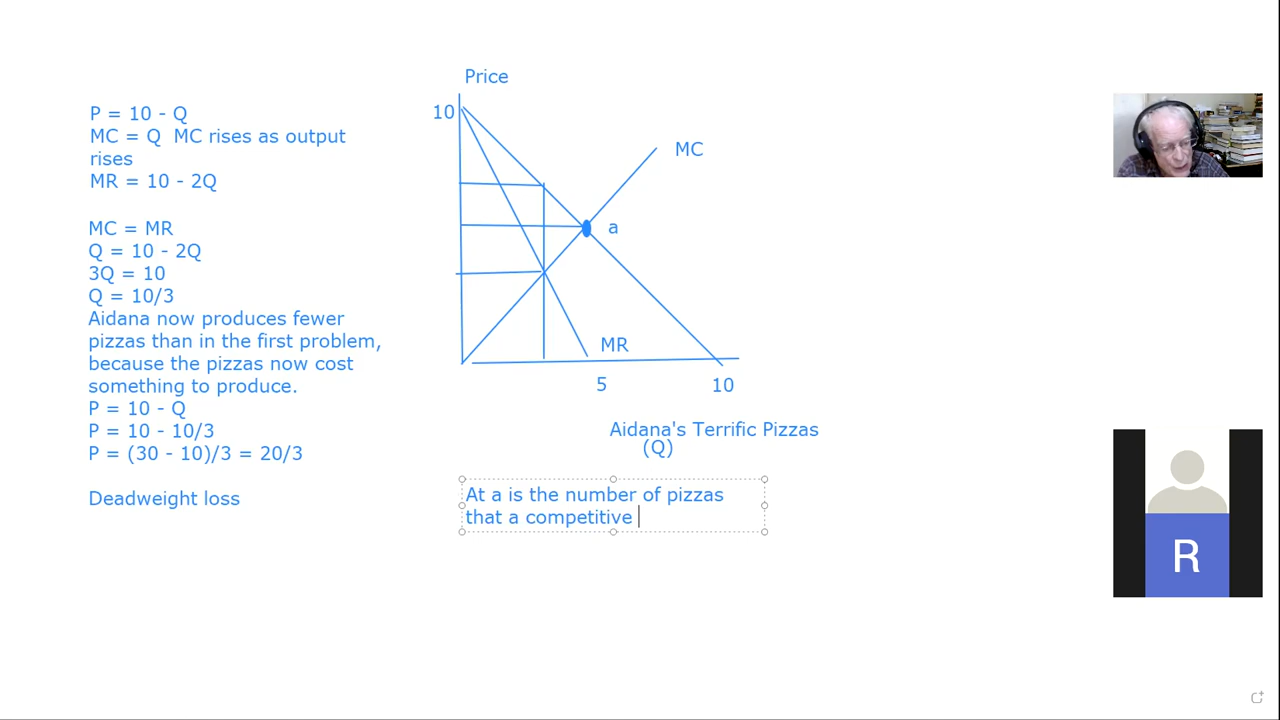 P = 10 - Q
MC = Q  MC rises as output
rises
MR = 10 - 2Q
MC = MR
Q = 10 - 2Q
3Q = 10
Q = 10/3
Aidana now produces fewer
pizzas than in the first problem,
because the pizzas now cost
something to produce.
P = 10 - Q
P = 10 - 10/3
P = (30 - 10)/3 = 20/3
Deadweight loss
Price
10
MC
a
MR
5
10
Aidana's Terrific Pizzas
(Q)
At a is the number of pizzas
that a competitive
R